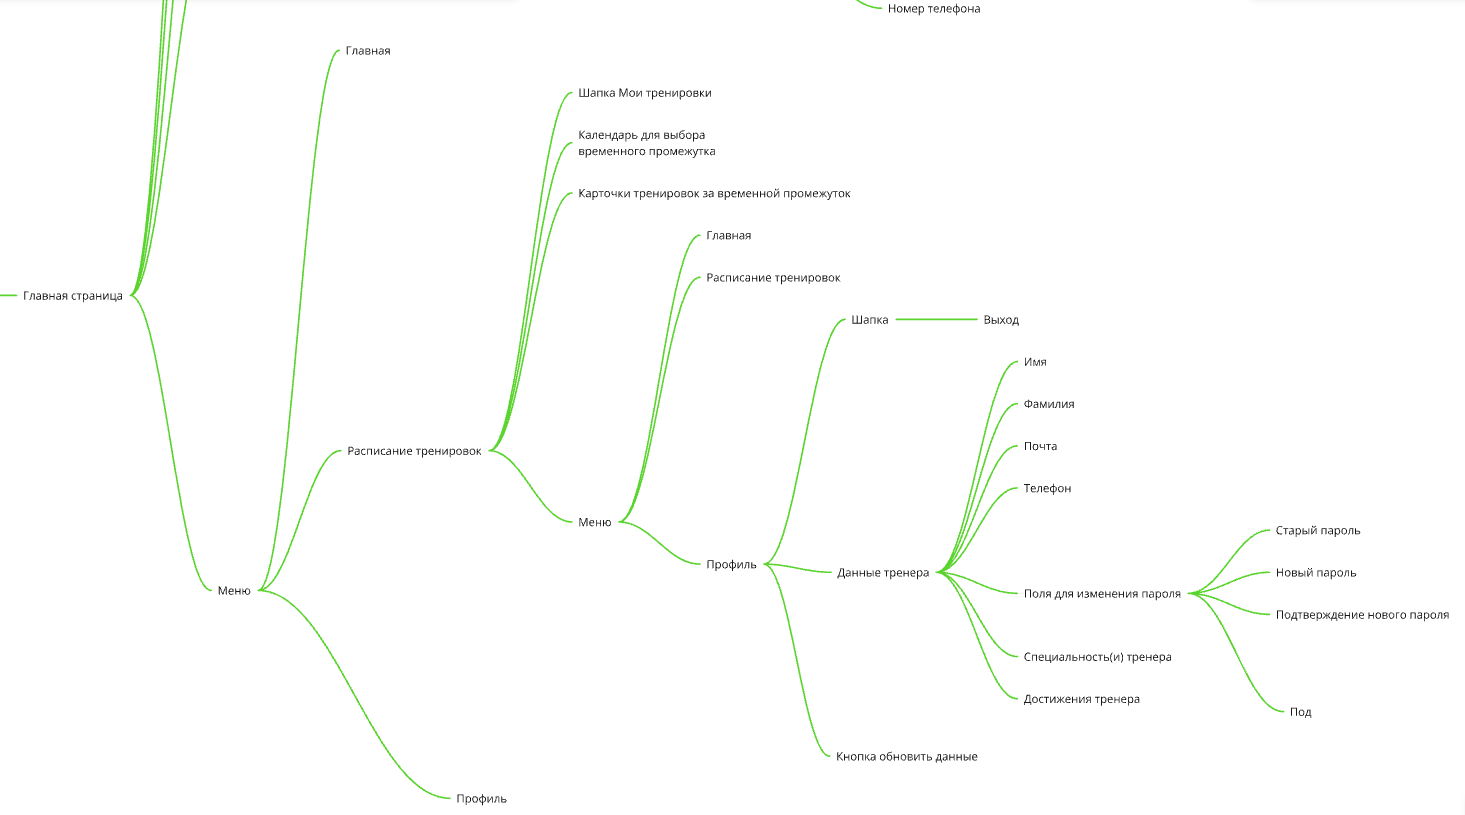 Номер телефона
Главная
Шапка Мои тренировки
Календарь для выбора
временного промежутка
Карточки тренировок за временной промежуток
Главная
Расписание тренировок
Главная страница
Шапка
Выход
Имя
Фамилия
Почта
Расписание тренировок
Телефон
Меню
Старый пароль
Профиль
Данные тренера
Новый пароль
Меню
Поля для изменения пароля
Подтверждение нового пароля
Специальность(и) тренера
Достижения тренера
Под
Кнопка обновить данные
Профиль